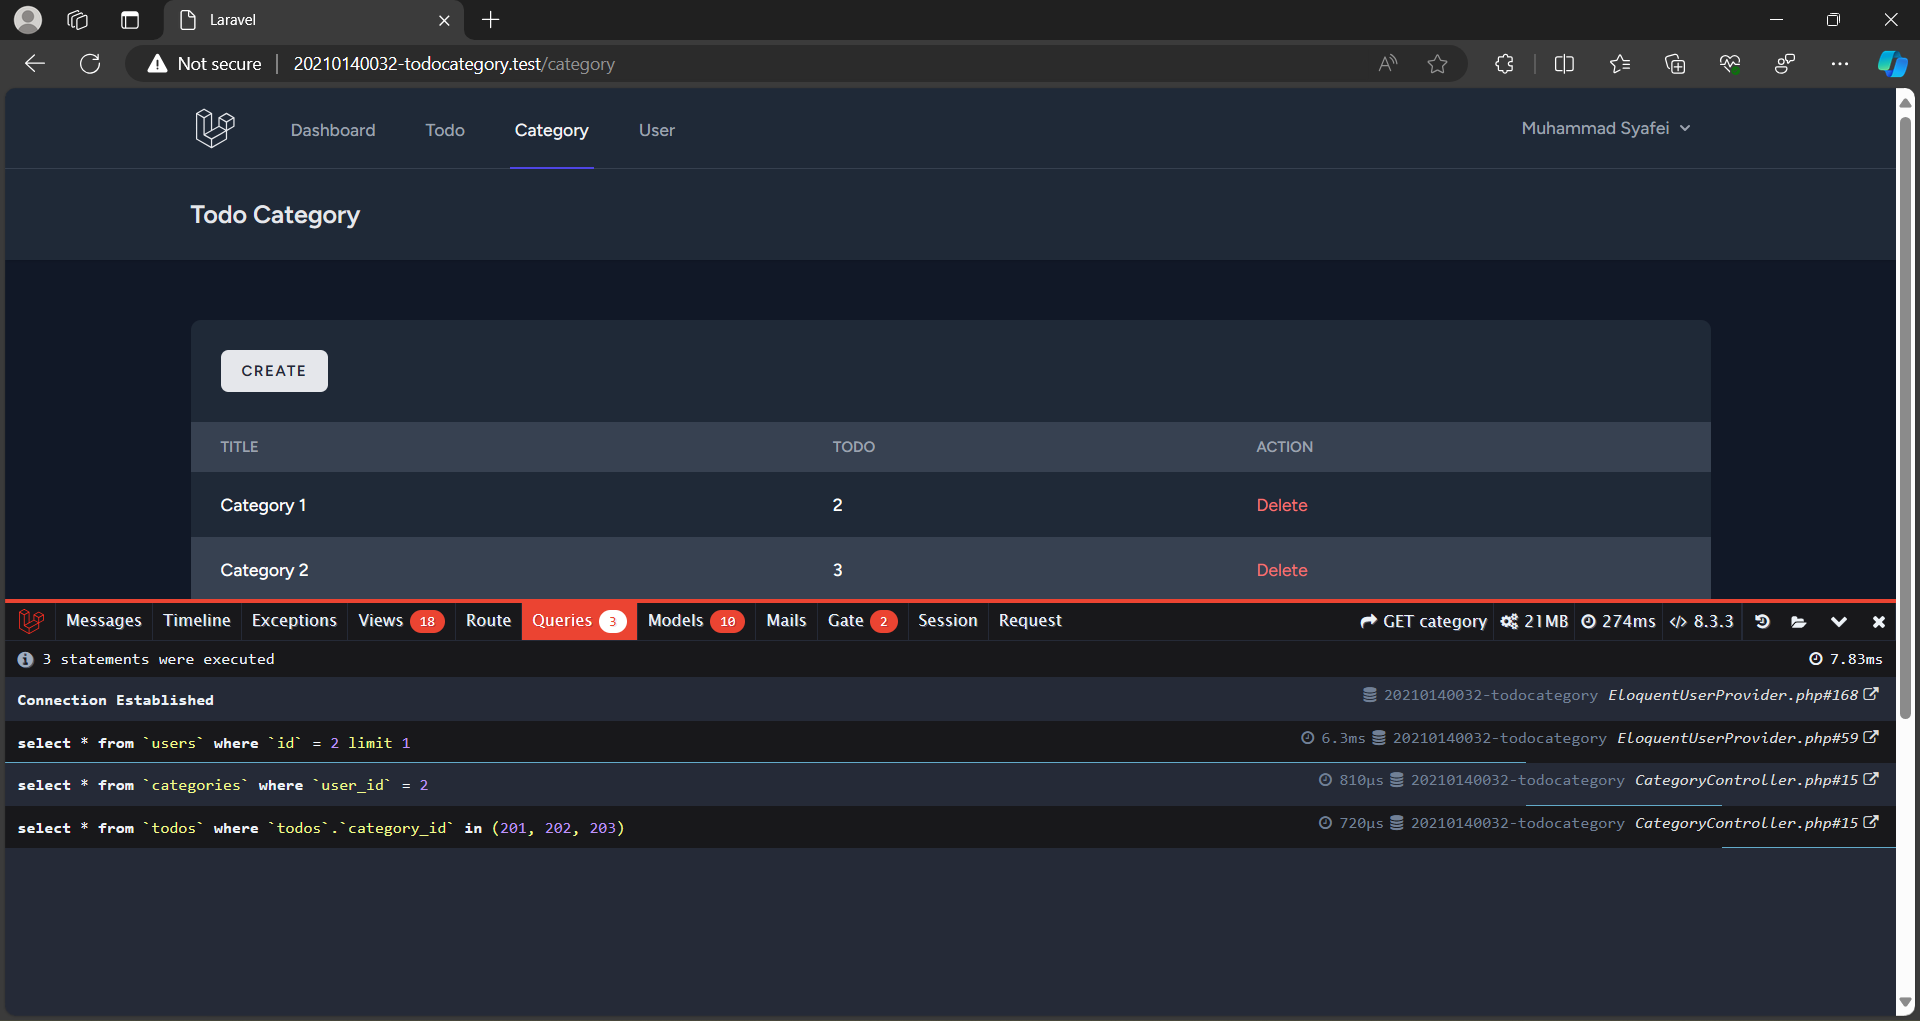 Laravel
Not secure 20210140032-todocategory.test/category
Dashboard Todo Category User Muhammad Syafei
Todo Category
CREATE
TITLE TODO ACTION
Category 1 2 Delete
Category 2 3 Delete
Messages Timeline Exceptions Views 18 Route Queries 3 Models 10 Mails Gate 2 Session Request GET category 21MB 274ms 8.3.3
3 statements were executed 7.83ms
Connection Established 20210140032-todocategory EloquentUserProvider.php#168
select * from `users` where `id` = 2 limit 1 6.3ms 20210140032-todocategory EloquentUserProvider.php#59
select * from `categories` where `user_id` = 2 810μs 20210140032-todocategory CategoryController.php#15
select * from `todos` where `todos`.`category_id` in (201, 202, 203) 720μs 20210140032-todocategory CategoryController.php#15